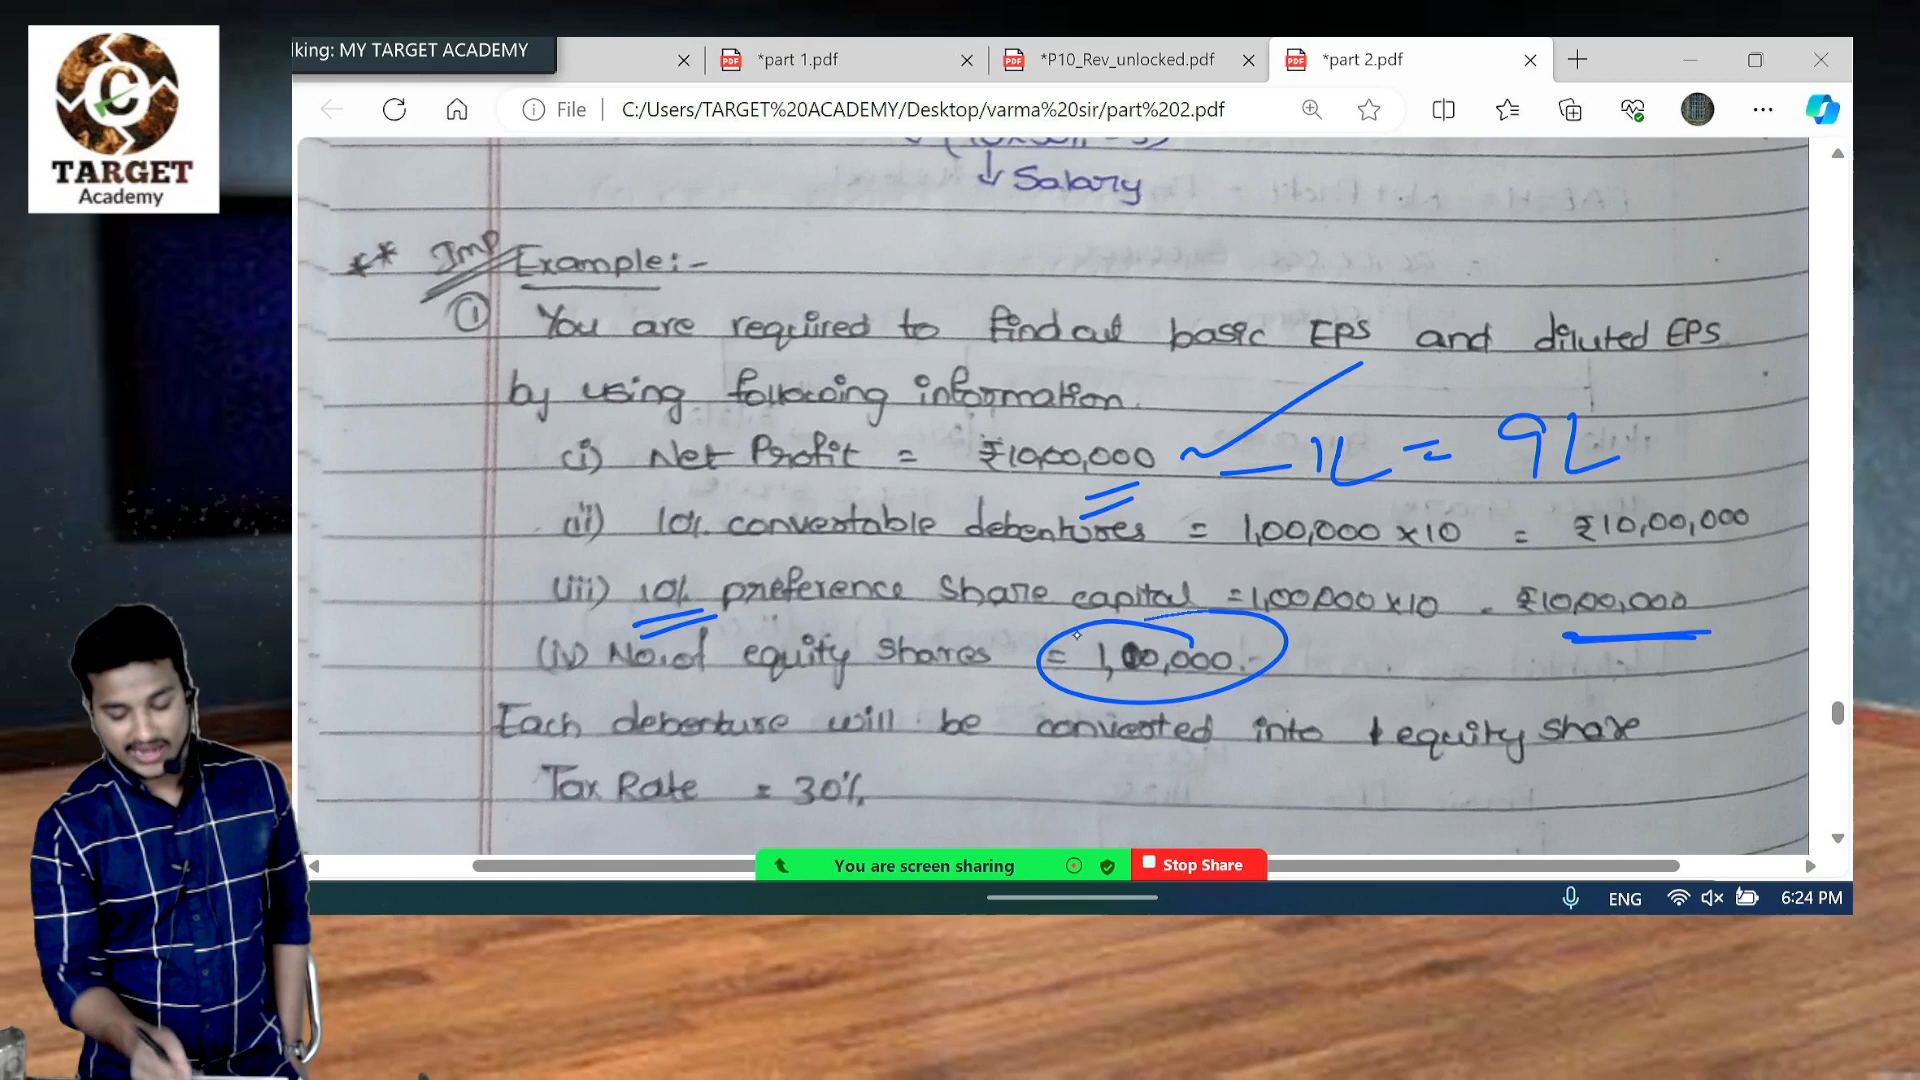 TARGET
Academy
lking: MY TARGET ACADEMY
*part 1.pdf
*P10_Rev_unlocked.pdf
*part 2.pdf
File
C:/Users/TARGET%20ACADEMY/Desktop/varma%20sir/part%202.pdf
↓ Salary
** Imp Example:-
① You are required to find out basic EPS and diluted EPS
by using following information.
(i) Net Profit = ₹10,00,000 - 1L = 9L
(ii) 10% convertable debentures = 1,00,000 x 10 = ₹10,00,000
(iii) 10% preference share capital = 1,00,000 x 10 = ₹10,00,000
(iv) No. of equity shares = 1,00,000.-
Each debenture will be converted into 1 equity share
Tax Rate = 30%
You are screen sharing
Stop Share
ENG
6:24 PM